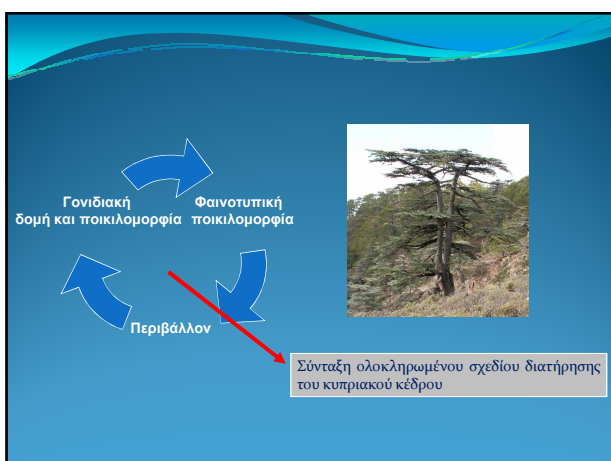 Γονιδιακή
δομή και ποικιλομορφία
Φαινοτυπική
ποικιλομορφία
Περιβάλλον
Σύνταξη ολοκληρωμένου σχεδίου διατήρησης
του κυπριακού κέδρου